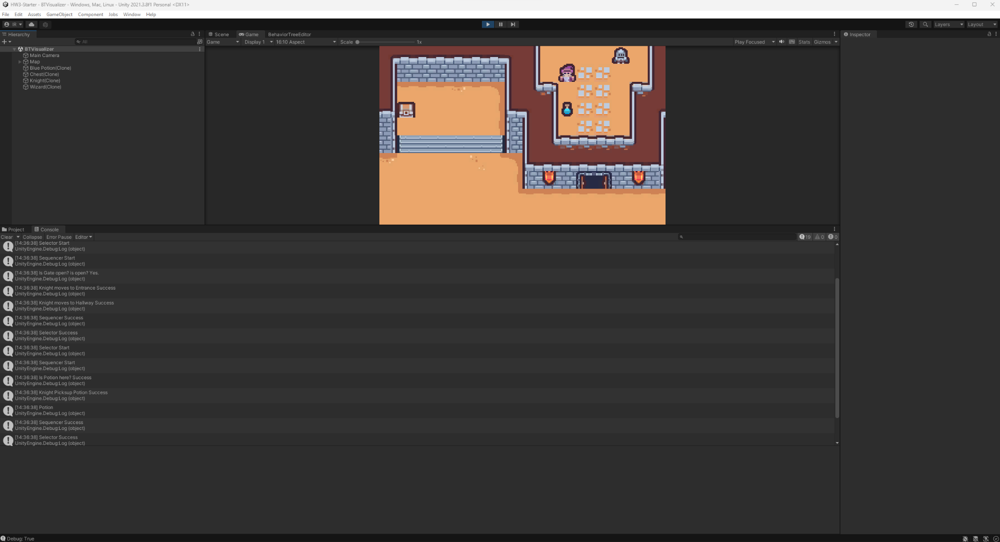 HW3-Starter - BTVisualizer - Windows, Mac, Linux - Unity 2021.3.8f1 Personal <DX11>
File Edit Assets GameObject Component Jobs Window Help
IR Layers Layout
Hierarchy
All
BTVisualizer
Main Camera
Map
Blue Potion(Clone)
Chest(Clone)
Knight(Clone)
Wizard(Clone)
Scene Game BehaviorTreeEditor
Game Display 1 16:10 Aspect Scale 1x Play Focused Stats Gizmos
Inspector
Project Console
Clear Collapse Error Pause Editor 19 0 0
[14:36:38] Selector Start
UnityEngine.Debug:Log (object)
[14:36:38] Sequencer Start
UnityEngine.Debug:Log (object)
[14:36:38] Is Gate open? is open? Yes.
UnityEngine.Debug:Log (object)
[14:36:38] Knight moves to Entrance Success
UnityEngine.Debug:Log (object)
[14:36:38] Knight moves to Hallway Success
UnityEngine.Debug:Log (object)
[14:36:38] Sequencer Success
UnityEngine.Debug:Log (object)
[14:36:38] Selector Success
UnityEngine.Debug:Log (object)
[14:36:38] Selector Start
UnityEngine.Debug:Log (object)
[14:36:38] Sequencer Start
UnityEngine.Debug:Log (object)
[14:36:38] Is Potion here? Success
UnityEngine.Debug:Log (object)
[14:36:38] Knight Picksup Potion Success
UnityEngine.Debug:Log (object)
[14:36:38] Potion
UnityEngine.Debug:Log (object)
[14:36:38] Sequencer Success
UnityEngine.Debug:Log (object)
[14:36:38] Selector Success
UnityEngine.Debug:Log (object)
Debug: True